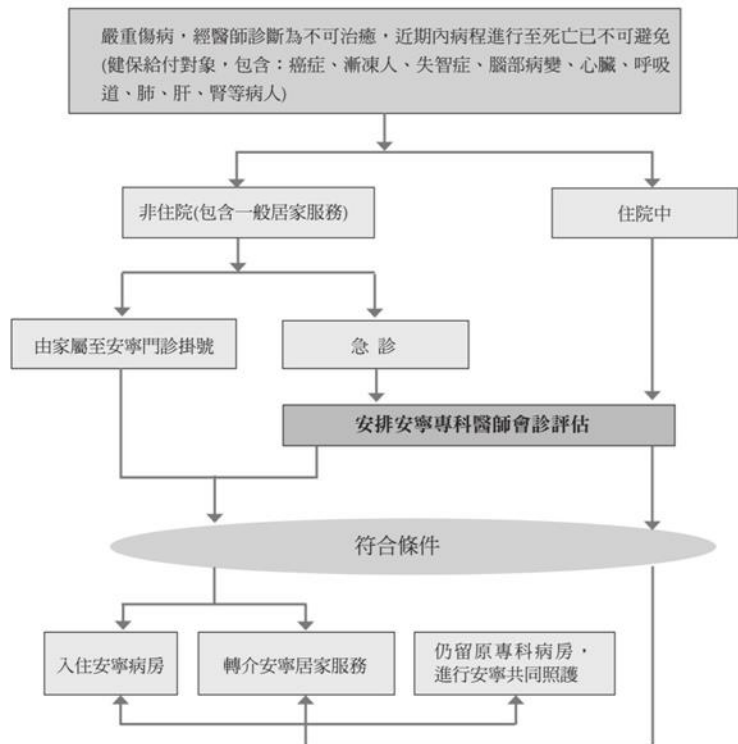 嚴重傷病，經醫師診斷為不可治癒，近期內病程進行至死亡已不可避免
(健保給付對象，包含：癌症、漸凍人、失智症、腦部病變、心臟、呼吸
道、肺、肝、腎等病人)
非住院(包含一般居家服務)
住院中
由家屬至安寧門診掛號
急 診
安排安寧專科醫師會診評估
符合條件
入住安寧病房
轉介安寧居家服務
仍留原專科病房，
進行安寧共同照護